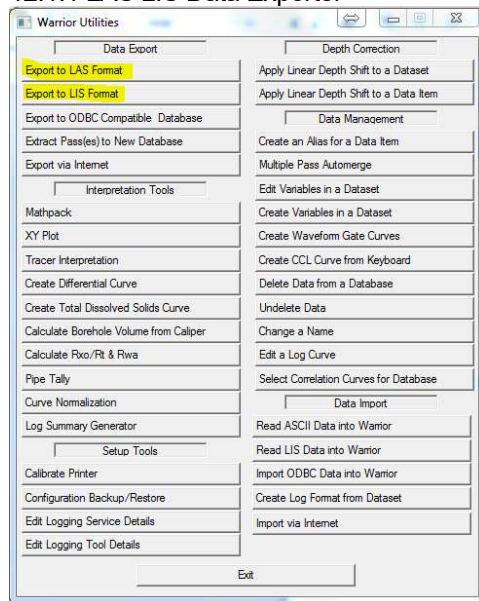 Warrior Utilities
Data Export
Export to LAS Format
Export to LIS Format
Export to ODBC Compatible Database
Extract Pass(es) to New Database
Export via Internet
Interpretation Tools
Mathpack
XY Plot
Tracer Interpretation
Create Differential Curve
Create Total Dissolved Solids Curve
Calculate Borehole Volume from Caliper
Calculate Rxo/Rt & Rwa
Pipe Tally
Curve Normalization
Log Summary Generator
Setup Tools
Calibrate Printer
Configuration Backup/Restore
Edit Logging Service Details
Edit Logging Tool Details
Depth Correction
Apply Linear Depth Shift to a Dataset
Apply Linear Depth Shift to a Data Item
Data Management
Create an Alias for a Data Item
Multiple Pass Automerge
Edit Variables in a Dataset
Create Variables in a Dataset
Create Waveform Gate Curves
Create CCL Curve from Keyboard
Delete Data from a Database
Undelete Data
Change a Name
Edit a Log Curve
Select Correlation Curves for Database
Data Import
Read ASCII Data into Warrior
Read LIS Data into Warrior
Import ODBC Data into Warrior
Create Log Format from Dataset
Import via Internet
Exit